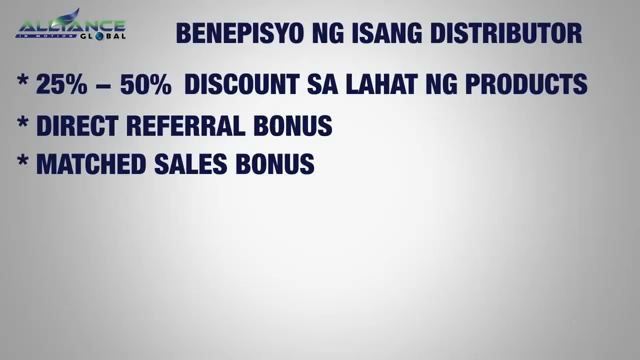 ALLIANCE
IN MOTION GLOBAL
BENEPISYO NG ISANG DISTRIBUTOR
* 25% – 50% DISCOUNT SA LAHAT NG PRODUCTS
* DIRECT REFERRAL BONUS
* MATCHED SALES BONUS